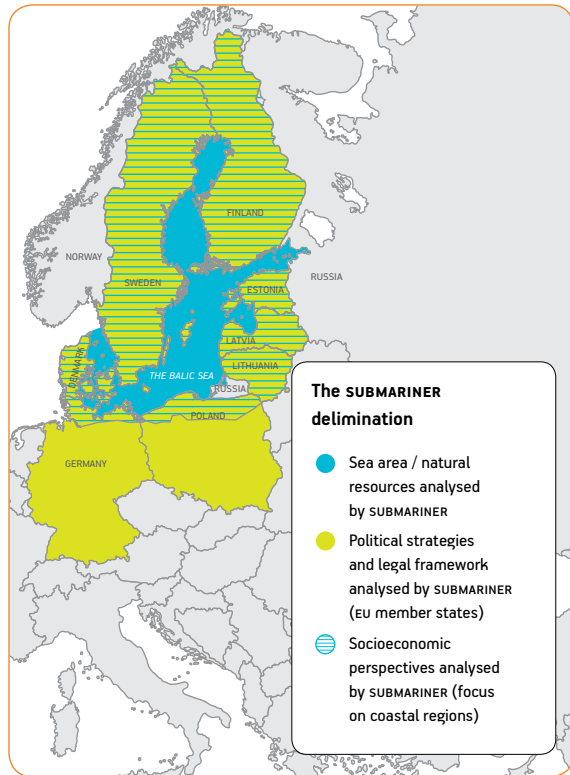 FINLAND
NORWAY
RUSSIA
SWEDEN
ESTONIA
LATVIA
DENMARK
LITHUANIA
THE BALIC SEA
RUSSIA
POLAND
GERMANY
The SUBMARINER
delimination
Sea area / natural
resources analysed
by SUBMARINER
Political strategies
and legal framework
analysed by SUBMARINER
(EU member states)
Socioeconomic
perspectives analysed
by SUBMARINER (focus
on coastal regions)